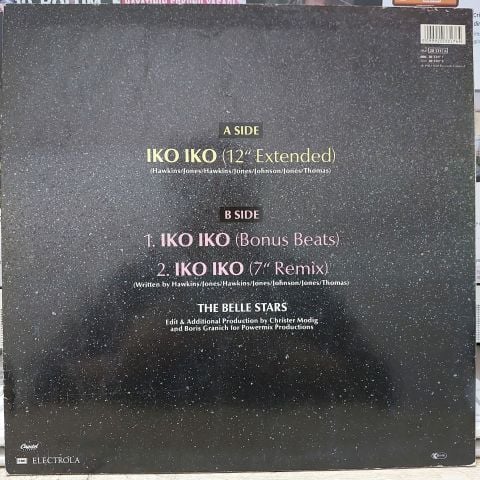 A SIDE
IKO IKO (12" Extended)
(Hawkins/Jones/Hawkins/Jones/Johnson/Jones/Thomas)
B SIDE
1. IKO IKO (Bonus Beats)
2. IKO IKO (7" Remix)
(Written by Hawkins/Jones/Hawkins/Jones/Johnson/Jones/Thomas)
THE BELLE STARS
Edit & Additional Production by Christer Modig
and Boris Granich for Powermix Productions
Capitol
EMI ELECTROLA